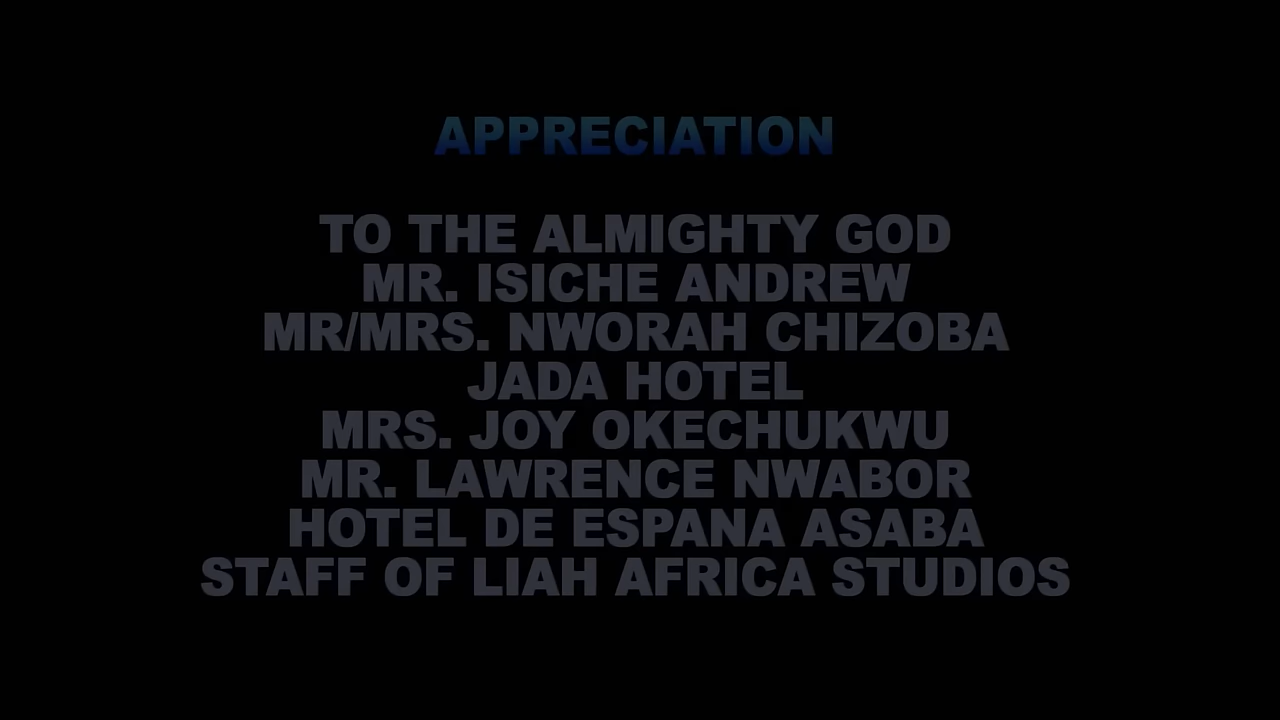 APPRECIATION
TO THE ALMIGHTY GOD
MR. ISICHE ANDREW
MR/MRS. NWORAH CHIZOBA
JADA HOTEL
MRS. JOY OKECHUKWU
MR. LAWRENCE NWABOR
HOTEL DE ESPANA ASABA
STAFF OF LIAH AFRICA STUDIOS